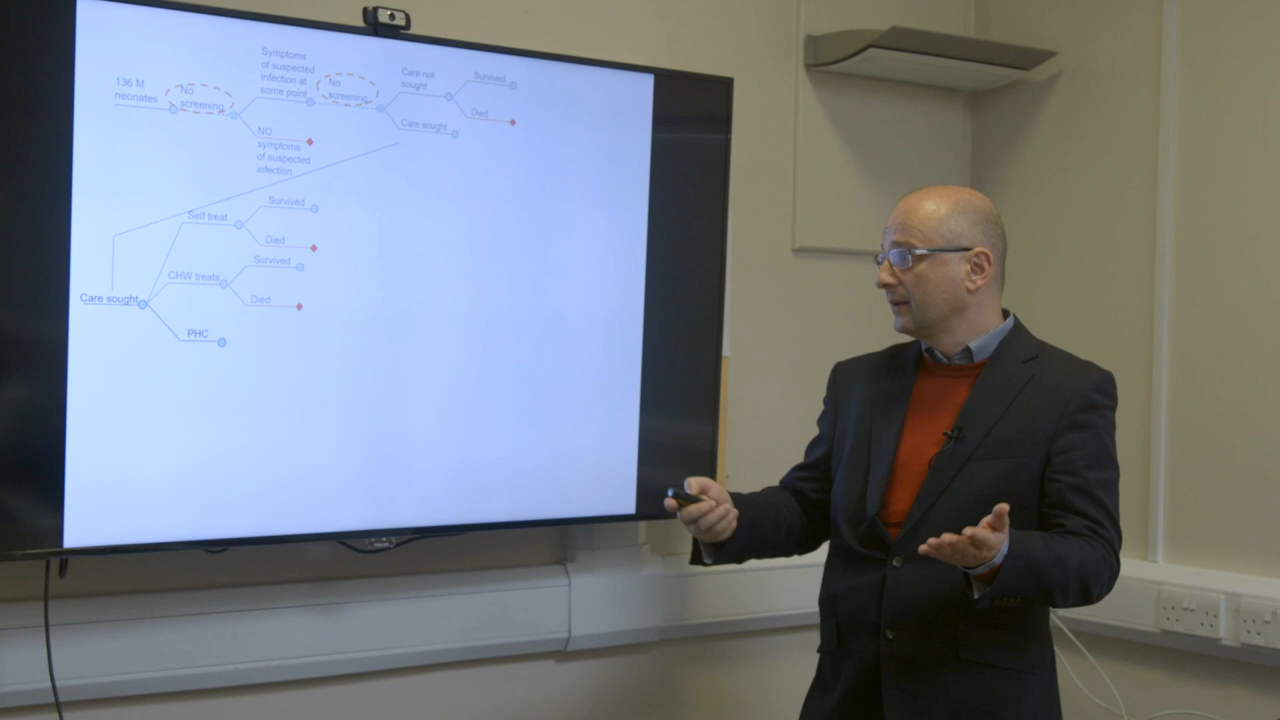 136 M
neonates
No
screening
Symptoms
of suspected
infection at
some point
No
screening
Care not
sought
Survived
Died
Care sought
NO
symptoms
of suspected
infection
Self treat
Survived
Died
CHW treats
Survived
Died
Care sought
PHC